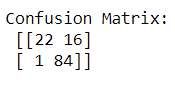 Confusion Matrix:
[[22 16]
[ 1 84]]